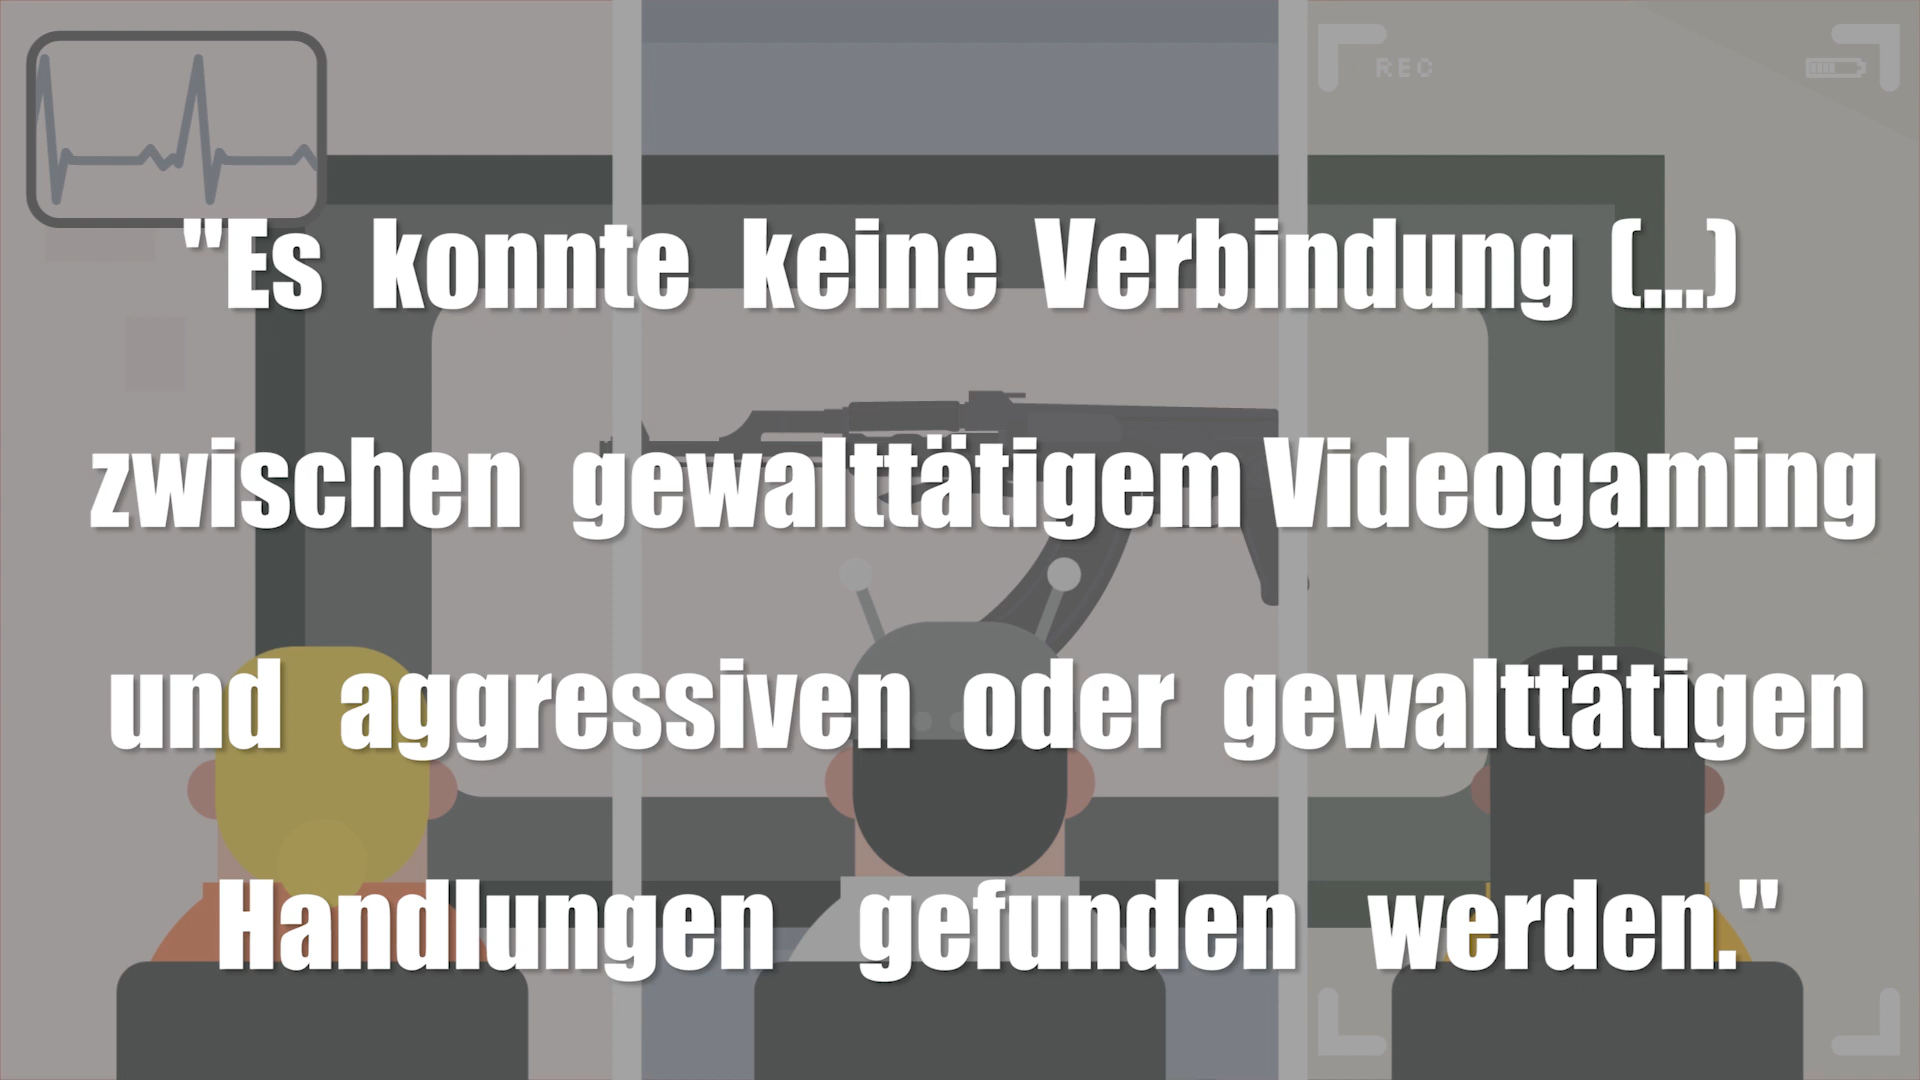 REC
"Es konnte keine Verbindung (...)
zwischen gewalttätigem Videogaming
und aggressiven oder gewalttätigen
Handlungen gefunden werden."